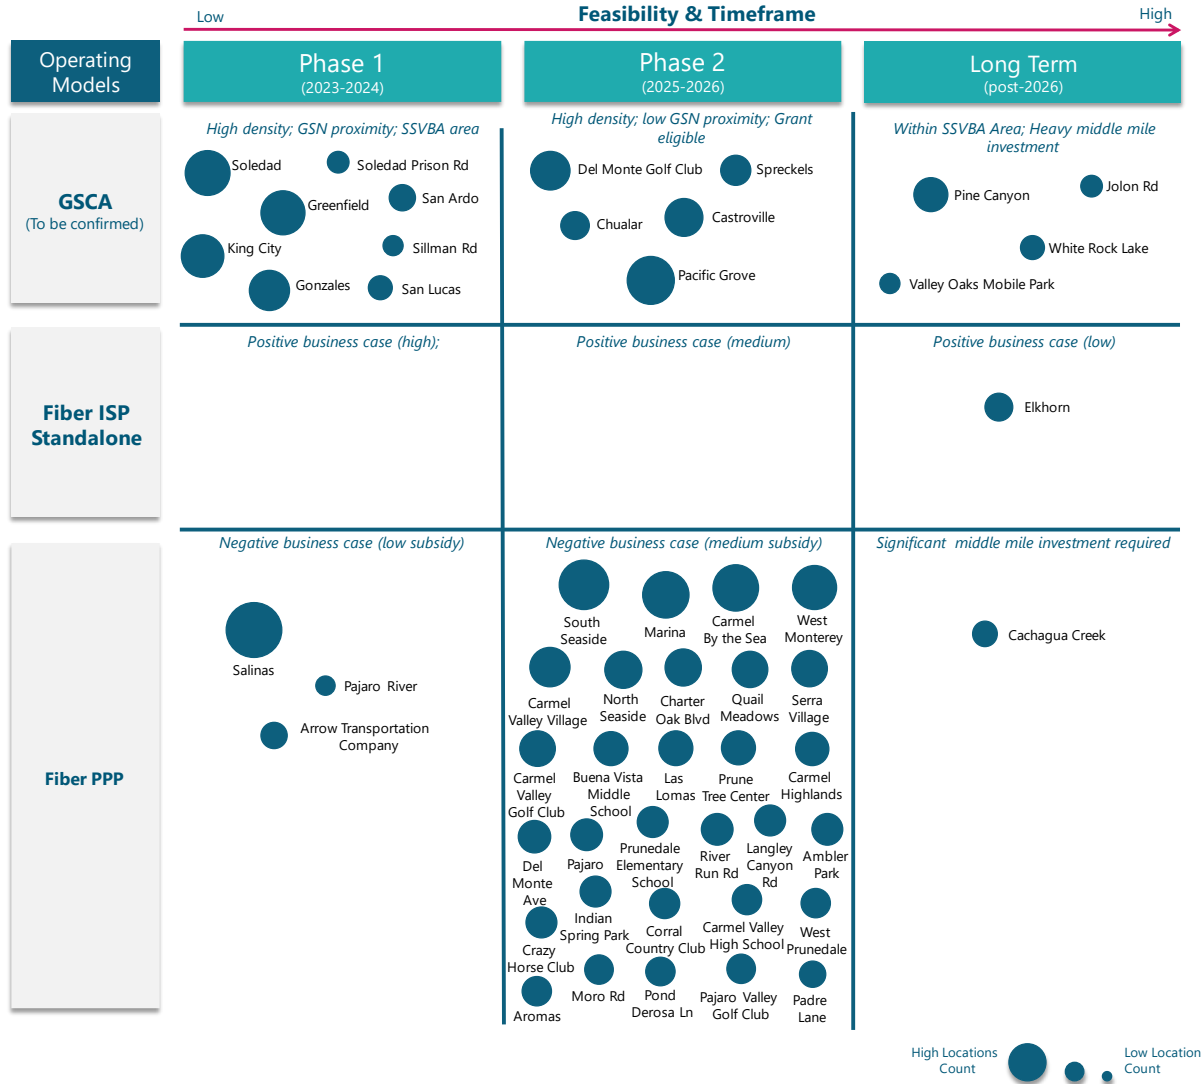 Feasibility & Timeframe
Low
High
Operating
Models
Phase 1
(2023-2024)
Phase 2
(2025-2026)
Long Term
(post-2026)
GSCA
(To be confirmed)
High density; GSN proximity; SSVBA area
Soledad
Soledad Prison Rd
Greenfield
San Ardo
King City
Sillman Rd
Gonzales
San Lucas
High density; low GSN proximity; Grant
eligible
Del Monte Golf Club
Spreckels
Chualar
Castroville
Pacific Grove
Within SSVBA Area; Heavy middle mile
investment
Pine Canyon
Jolon Rd
White Rock Lake
Valley Oaks Mobile Park
Fiber ISP
Standalone
Positive business case (high);
Positive business case (medium)
Positive business case (low)
Elkhorn
Fiber PPP
Negative business case (low subsidy)
Salinas
Pajaro River
Arrow Transportation
Company
Negative business case (medium subsidy)
South
Seaside
Marina
Carmel
By the Sea
West
Monterey
Carmel
Valley Village
North
Seaside
Charter
Oak Blvd
Quail
Meadows
Serra
Village
Carmel
Valley
Golf Club
Buena Vista
Middle
School
Las
Lomas
Prune
Tree Center
Carmel
Highlands
Del
Monte
Ave
Pajaro
Prunedale
Elementary
School
River
Run Rd
Langley
Canyon
Rd
Ambler
Park
Crazy
Horse Club
Indian
Spring Park
Corral
Country Club
Carmel Valley
High School
West
Prunedale
Aromas
Moro Rd
Pond
Derosa Ln
Pajaro Valley
Golf Club
Padre
Lane
Significant middle mile investment required
Cachagua Creek
High Locations
Count
Low Location
Count